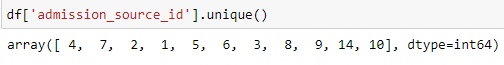 df['admission_source_id'].unique()
array([ 4,  7,  2,  1,  5,  6,  3,  8,  9, 14, 10], dtype=int64)